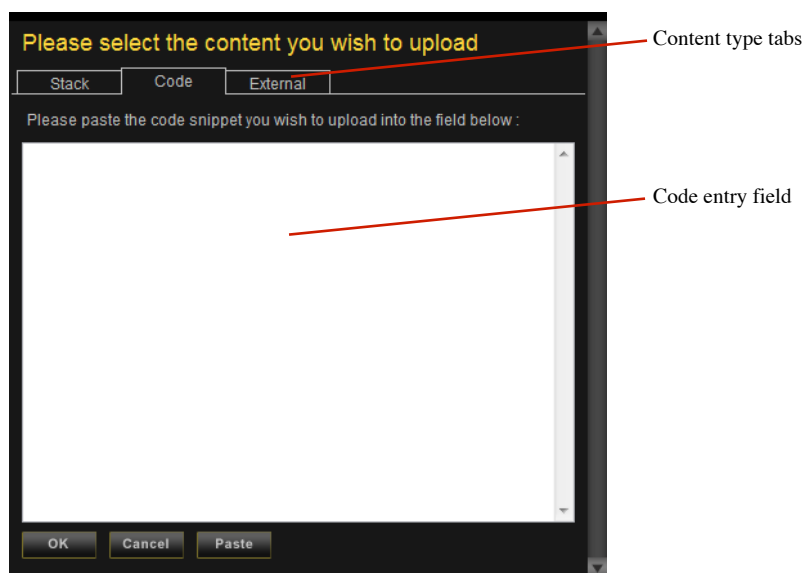 Please select the content you wish to upload
Content type tabs
Stack Code External
Please paste the code snippet you wish to upload into the field below :
Code entry field
OK Cancel Paste